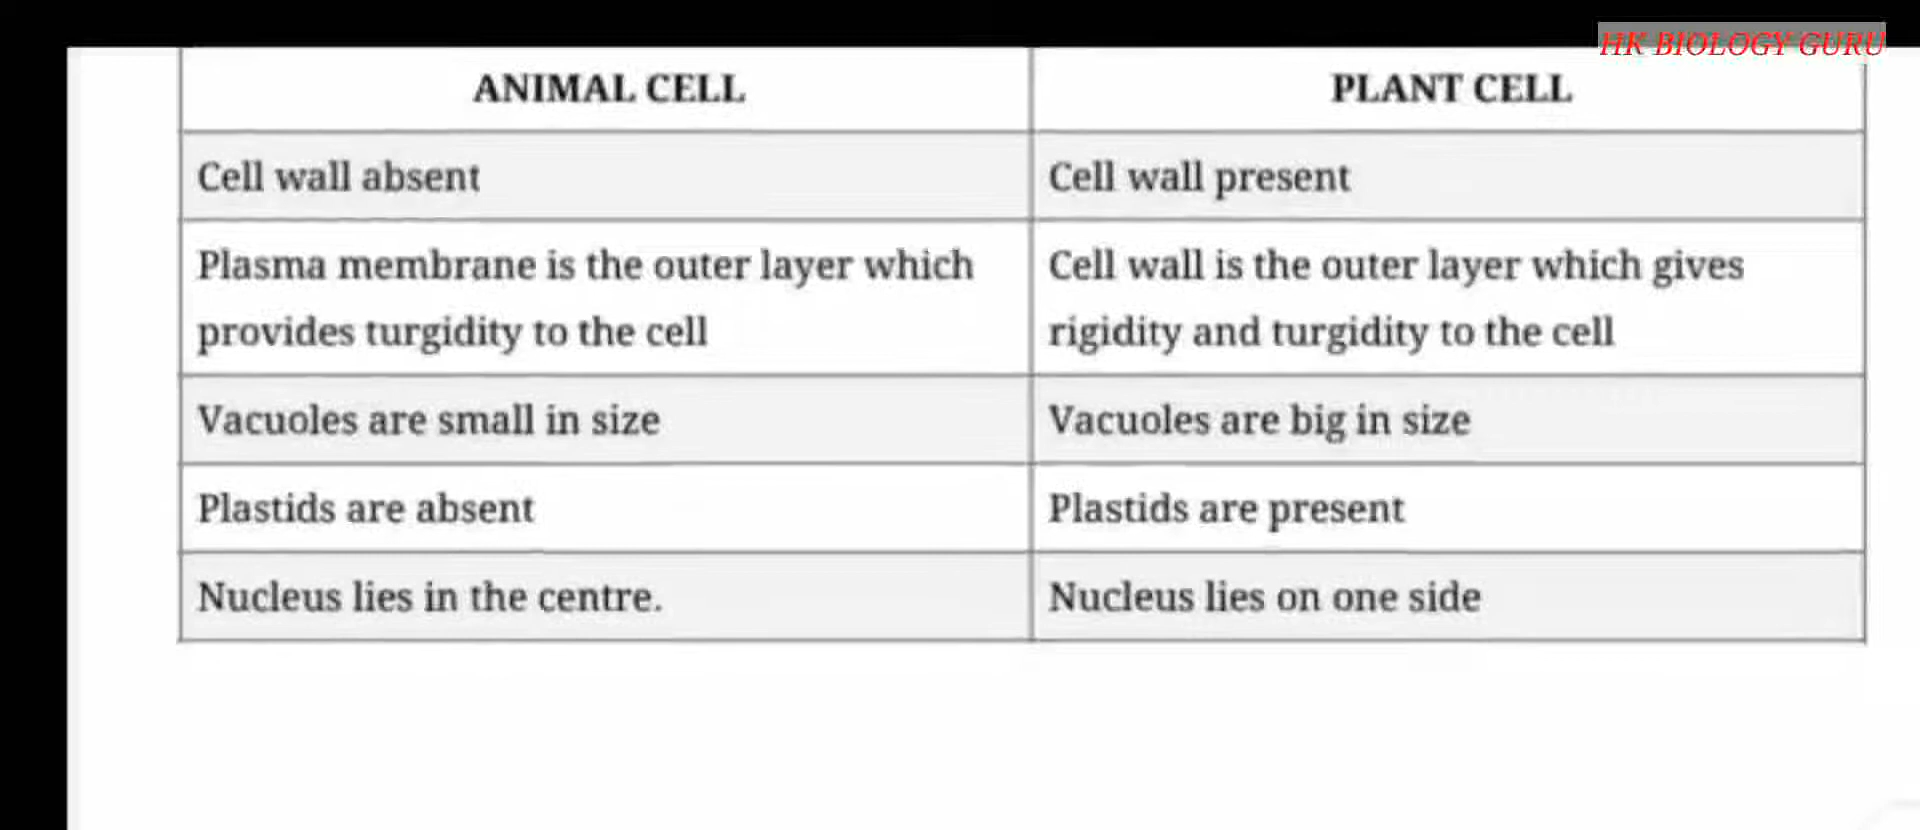 HK BIOLOGY GURU
ANIMAL CELL
PLANT CELL
Cell wall absent
Cell wall present
Plasma membrane is the outer layer which
provides turgidity to the cell
Cell wall is the outer layer which gives
rigidity and turgidity to the cell
Vacuoles are small in size
Vacuoles are big in size
Plastids are absent
Plastids are present
Nucleus lies in the centre.
Nucleus lies on one side